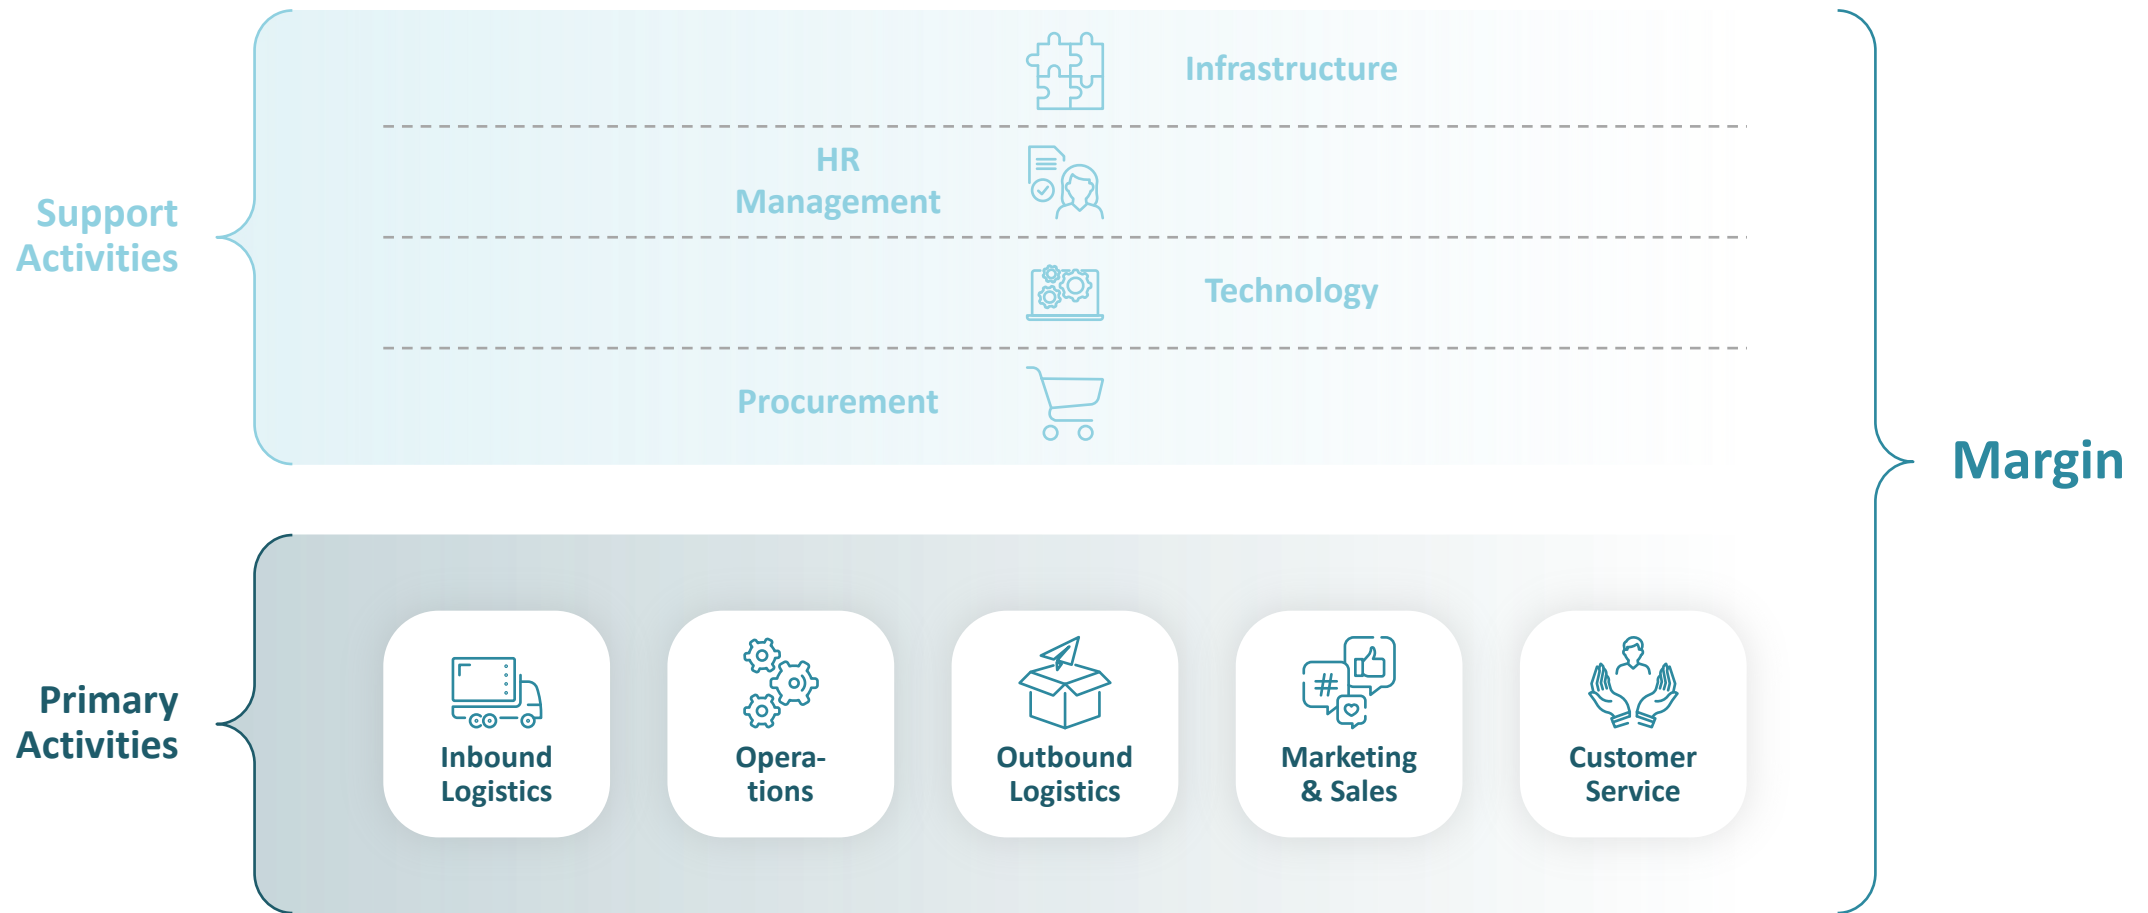 Support
Activities
Infrastructure
HR
Management
Technology
Procurement
Margin
Primary
Activities
Inbound
Logistics
Opera-
tions
Outbound
Logistics
#
Marketing
& Sales
Customer
Service